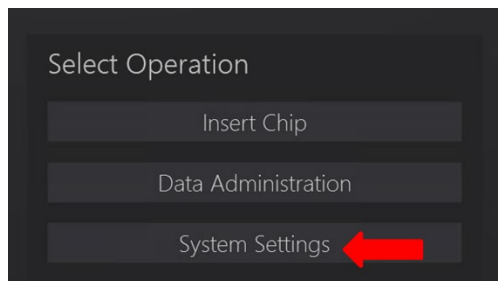 Select Operation
Insert Chip
Data Administration
System Settings